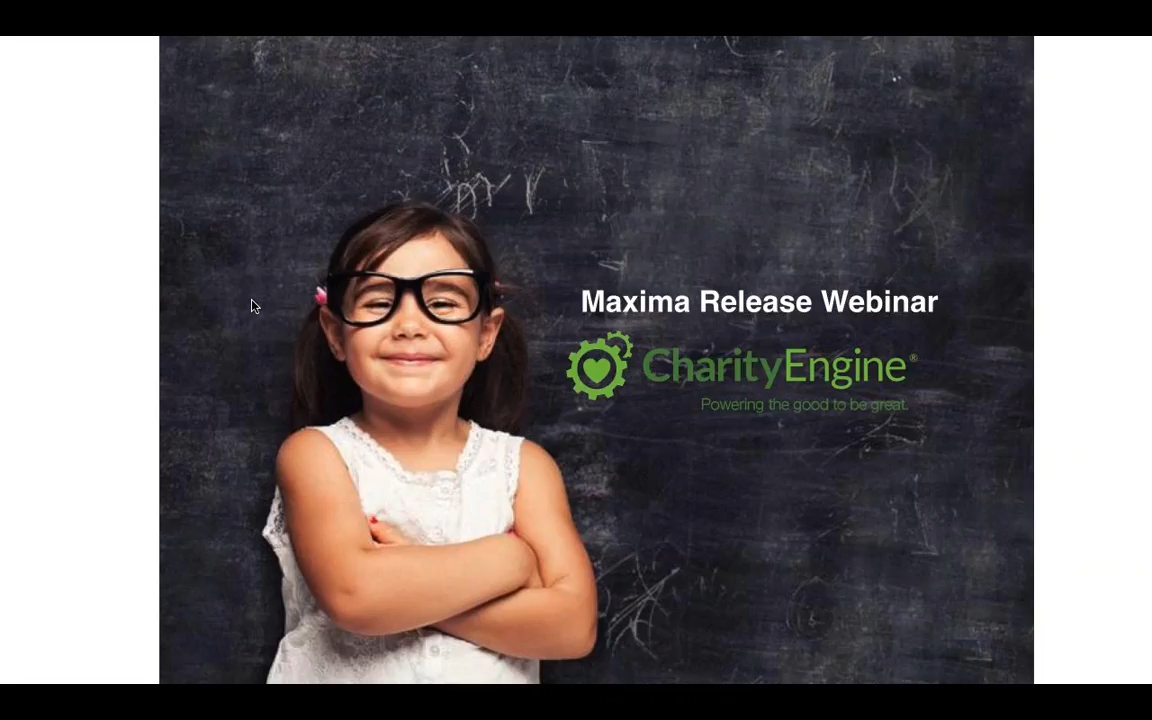 Maxima Release Webinar
CharityEngine®
Powering the good to be great.